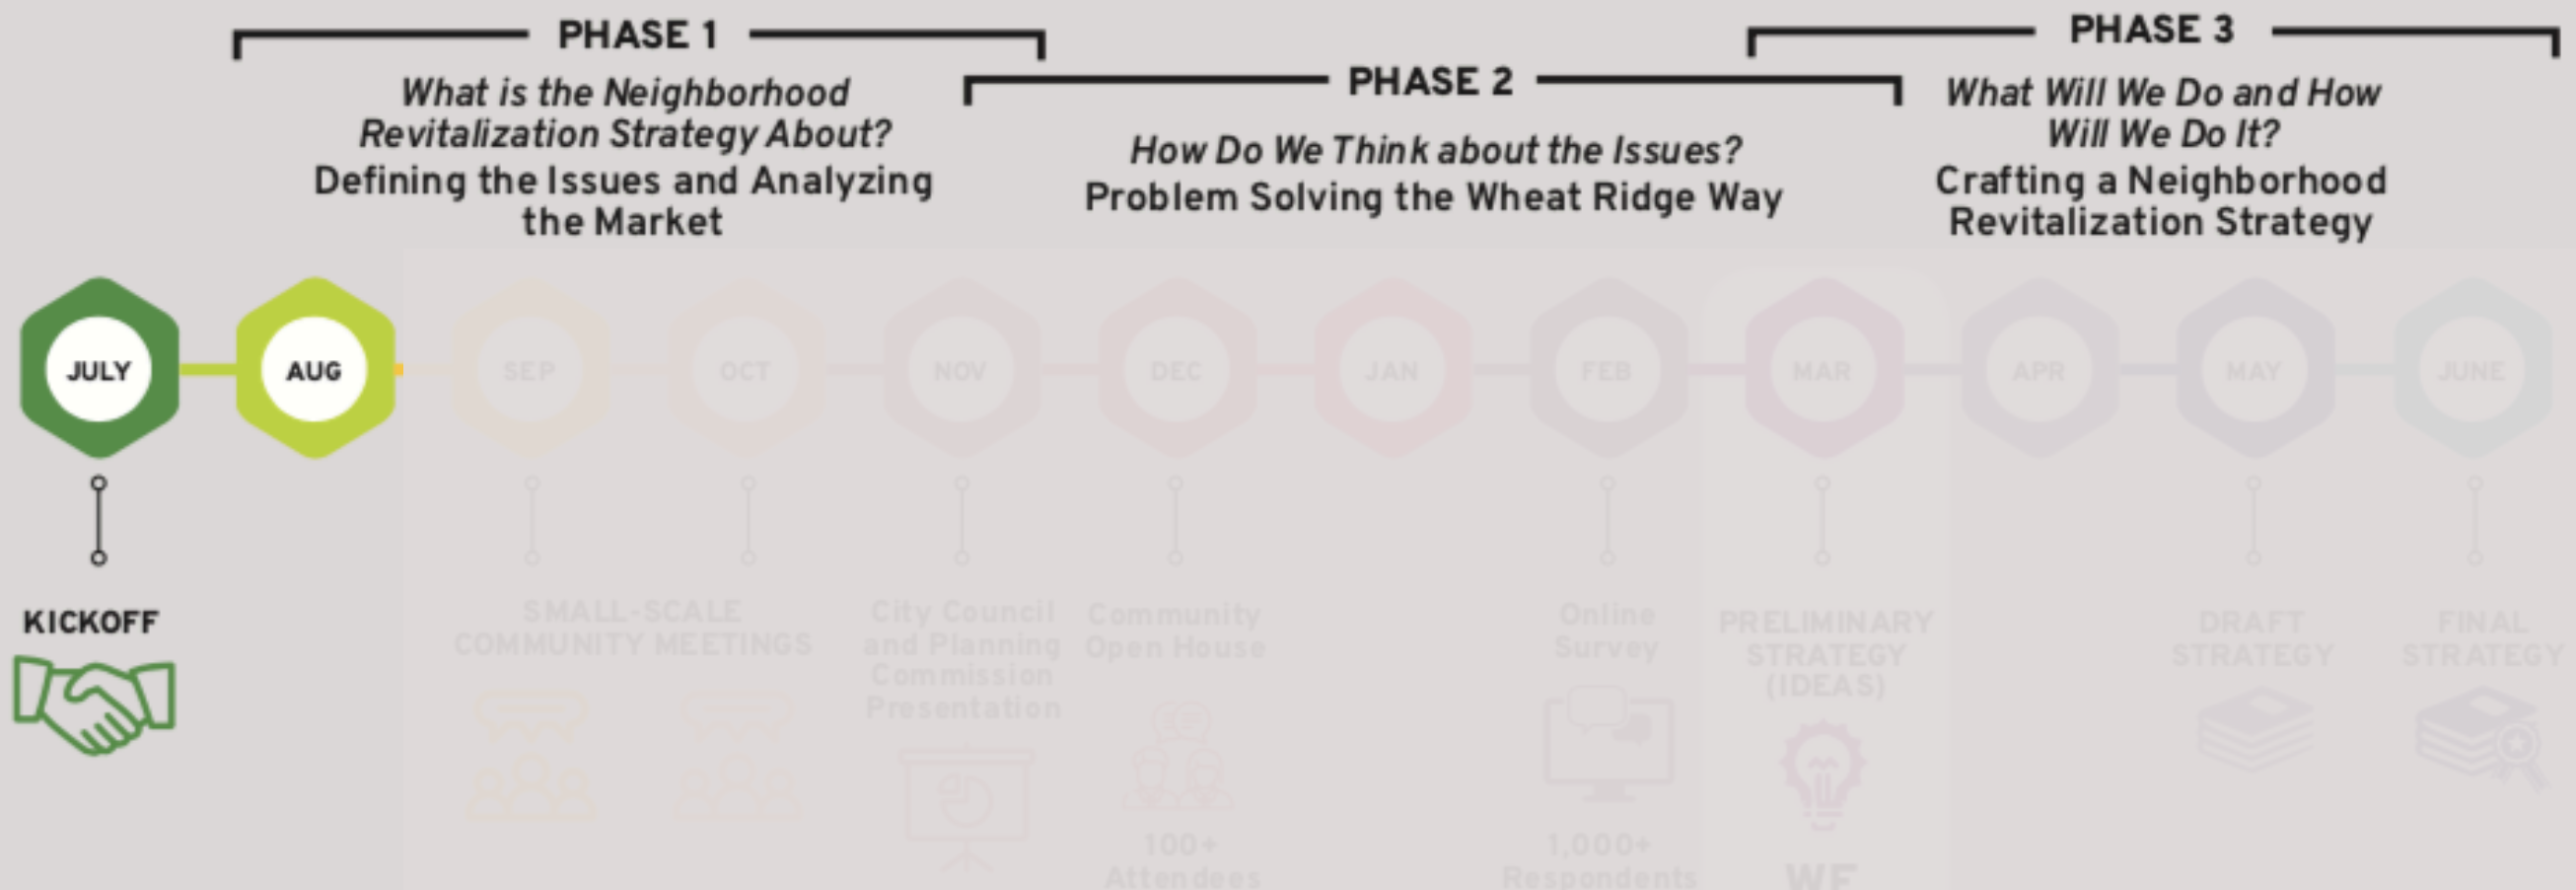 PHASE 1
What is the Neighborhood
Revitalization Strategy About?
Defining the Issues and Analyzing
the Market
PHASE 2
How Do We Think about the Issues?
Problem Solving the Wheat Ridge Way
PHASE 3
What Will We Do and How
Will We Do It?
Crafting a Neighborhood
Revitalization Strategy
JULY
AUG
SEP
OCT
NOV
DEC
JAN
FEB
MAR
APR
MAY
JUNE
KICKOFF
SMALL-SCALE
COMMUNITY MEETINGS
City Council
and Planning
Commission
Presentation
Community
Open House
100+
Attendees
Online
Survey
1,000+
Respondents
PRELIMINARY
STRATEGY
(IDEAS)
WE
DRAFT
STRATEGY
FINAL
STRATEGY